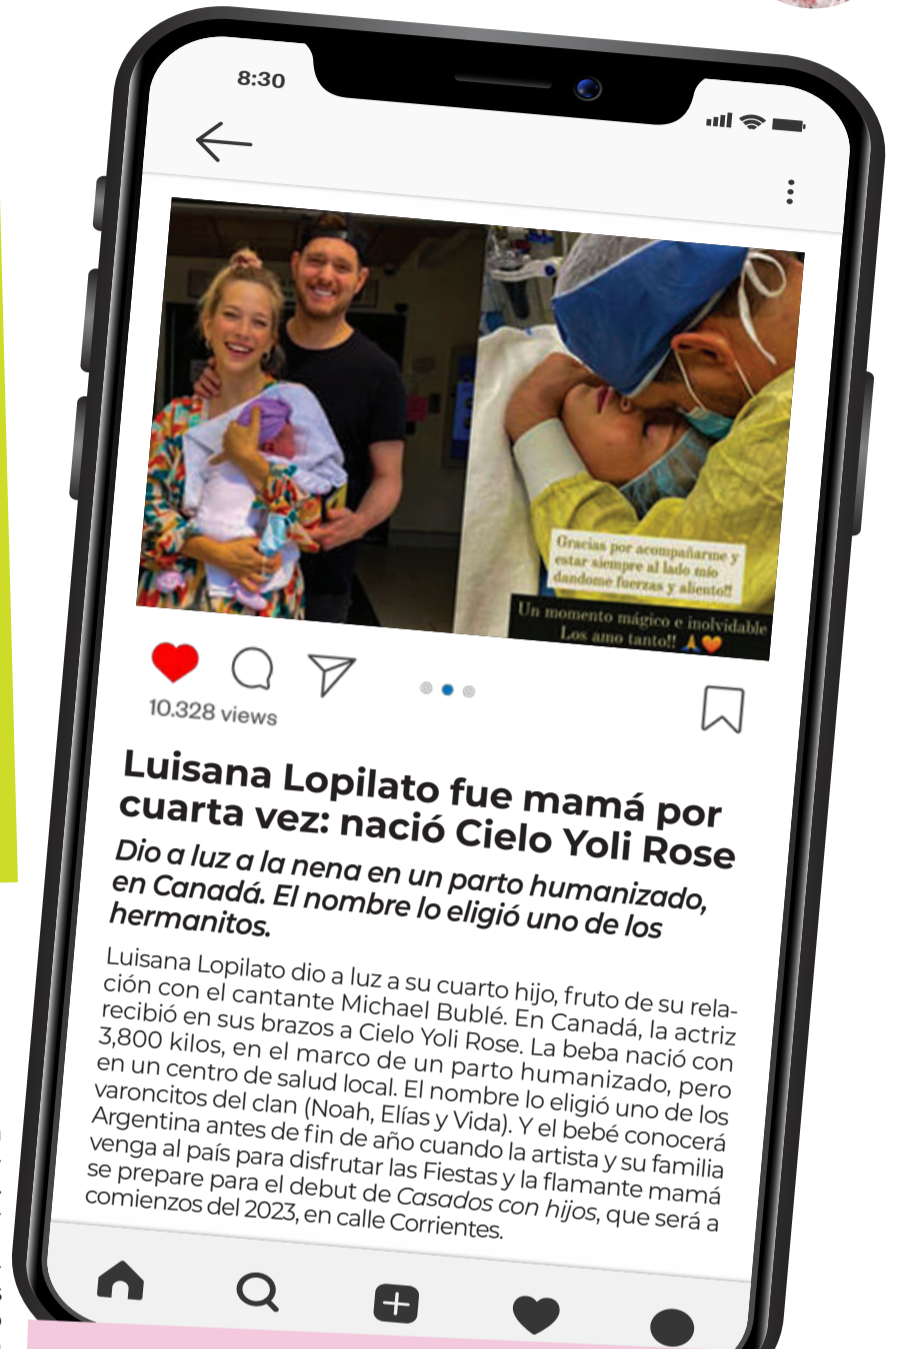 8:30
Gracias por acompañarme y
estar siempre al lado mío
dandome fuerzas y aliento!!
Un momento mágico e inolvidable
Los amo tanto!! 🙏🧡
10.328 views
Luisana Lopilato fue mamá por
cuarta vez: nació Cielo Yoli Rose
Dio a luz a la nena en un parto humanizado,
en Canadá. El nombre lo eligió uno de los
hermanitos.
Luisana Lopilato dio a luz a su cuarto hijo, fruto de su rela-
ción con el cantante Michael Bublé. En Canadá, la actriz
recibió en sus brazos a Cielo Yoli Rose. La beba nació con
3,800 kilos, en el marco de un parto humanizado, pero
en un centro de salud local. El nombre lo eligió uno de los
varoncitos del clan (Noah, Elías y Vida). Y el bebé conocerá
Argentina antes de fin de año cuando la artista y su familia
venga al país para disfrutar las Fiestas y la flamante mamá
se prepare para el debut de Casados con hijos, que será a
comienzos del 2023, en calle Corrientes.